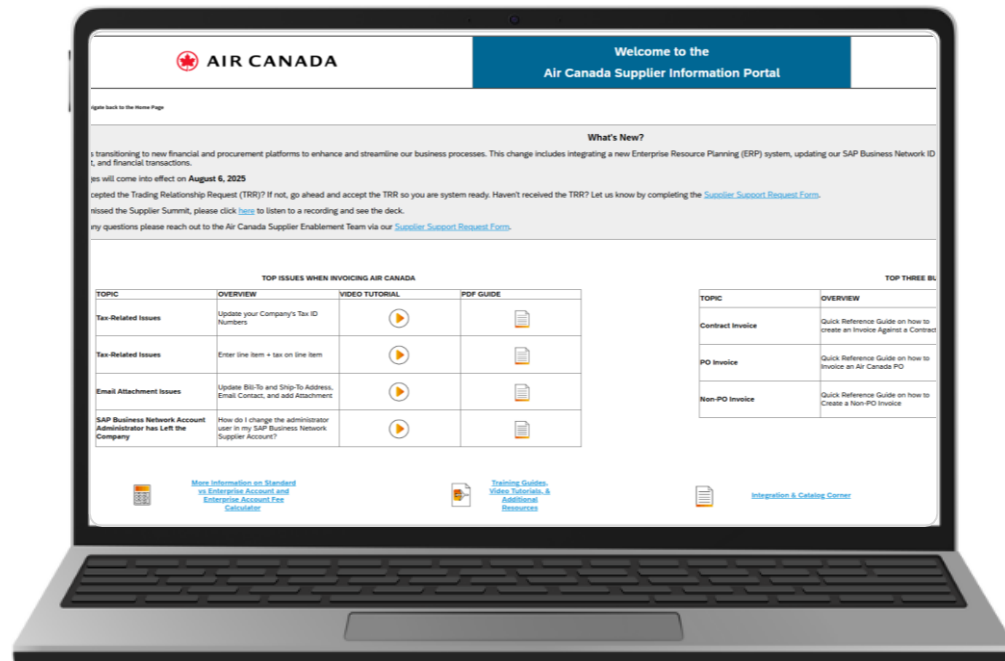 AIR CANADA
Welcome to the
Air Canada Supplier Information Portal
igate back to the Home Page
What's New?
s transitioning to new financial and procurement platforms to enhance and streamline our business processes. This change includes integrating a new Enterprise Resource Planning (ERP) system, updating our SAP Business Network ID
t, and financial transactions.
ges will come into effect on August 6, 2025
cepted the Trading Relationship Request (TRR)? If not, go ahead and accept the TRR so you are system ready. Haven't received the TRR? Let us know by completing the Supplier Support Request Form.
missed the Supplier Summit, please click here to listen to a recording and see the deck.
any questions please reach out to the Air Canada Supplier Enablement Team via our Supplier Support Request Form.
TOP ISSUES WHEN INVOICING AIR CANADA
TOPIC OVERVIEW VIDEO TUTORIAL PDF GUIDE
Tax-Related Issues
Update your Company's Tax ID
Numbers
Tax-Related Issues
Enter line item + tax on line item
Email Attachment Issues
Update Bill-To and Ship-To Address,
Email Contact, and add Attachment
SAP Business Network Account
Administrator has Left the
Company
How do I change the administrator
user in my SAP Business Network
Supplier Account?
TOP THREE BU
TOPIC OVERVIEW
Contract Invoice
Quick Reference Guide on how to
create an Invoice Against a Contract
PO Invoice
Quick Reference Guide on how to
Invoice an Air Canada PO
Non-PO Invoice
Quick Reference Guide on how to
Create a Non-PO Invoice
More Information on Standard
vs Enterprise Account and
Enterprise Account Fee
Calculator
Training Guides,
Video Tutorials, &
Additional
Resources
Integration & Catalog Corner